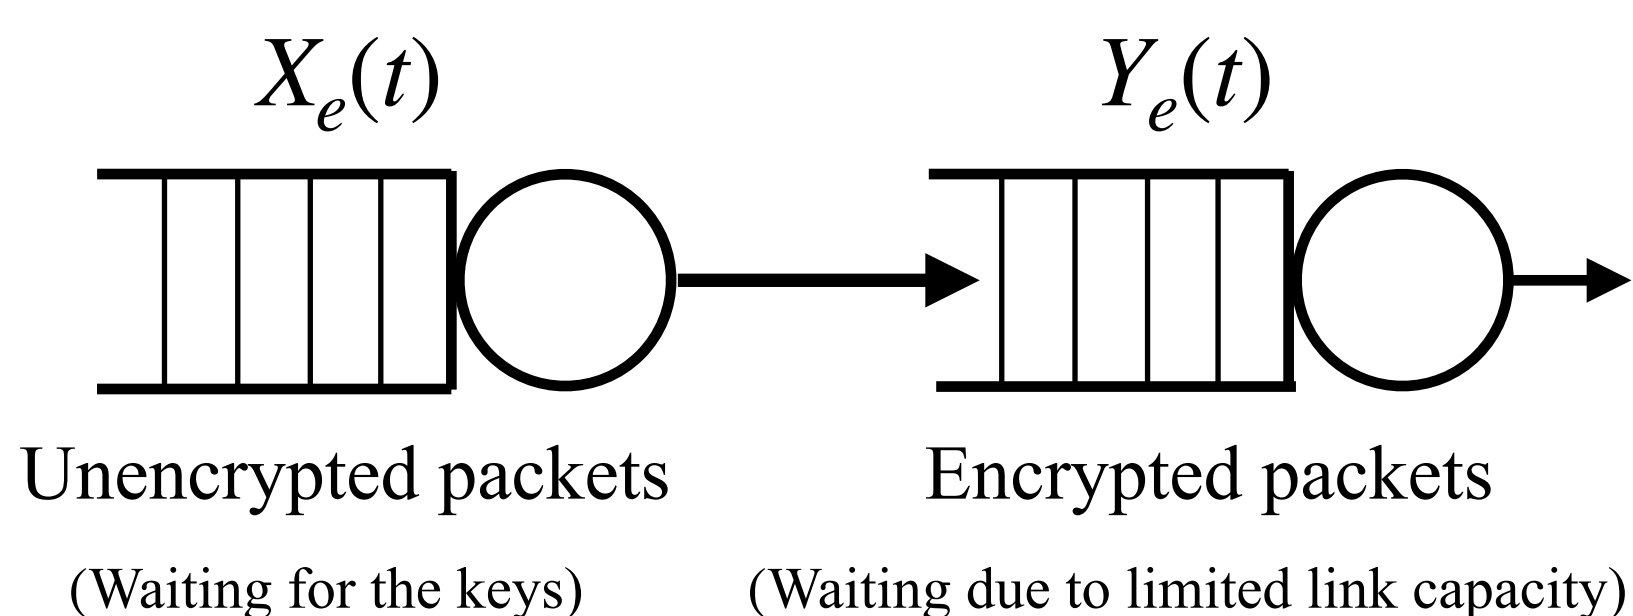 Xₑ(t)
Yₑ(t)
Unencrypted packets
Encrypted packets
(Waiting for the keys)
(Waiting due to limited link capacity)